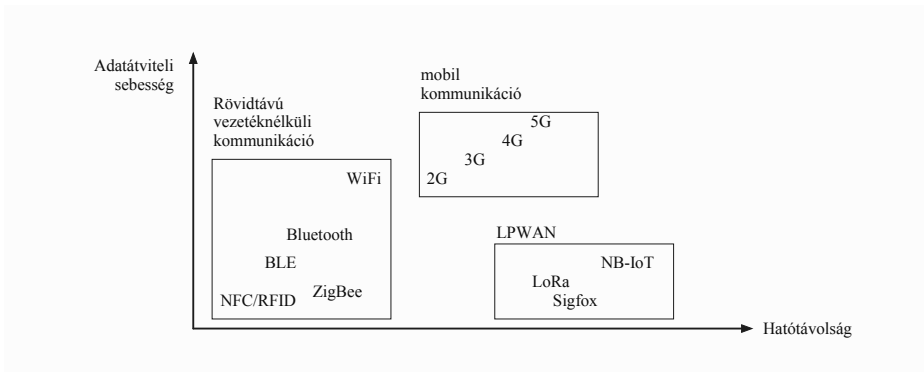 Adatátviteli
sebesség
Rövidtávú
vezetéknélküli
kommunikáció
WiFi
Bluetooth
BLE
ZigBee
NFC/RFID
mobil
kommunikáció
5G
4G
3G
2G
LPWAN
NB-IoT
LoRa
Sigfox
Hatótávolság